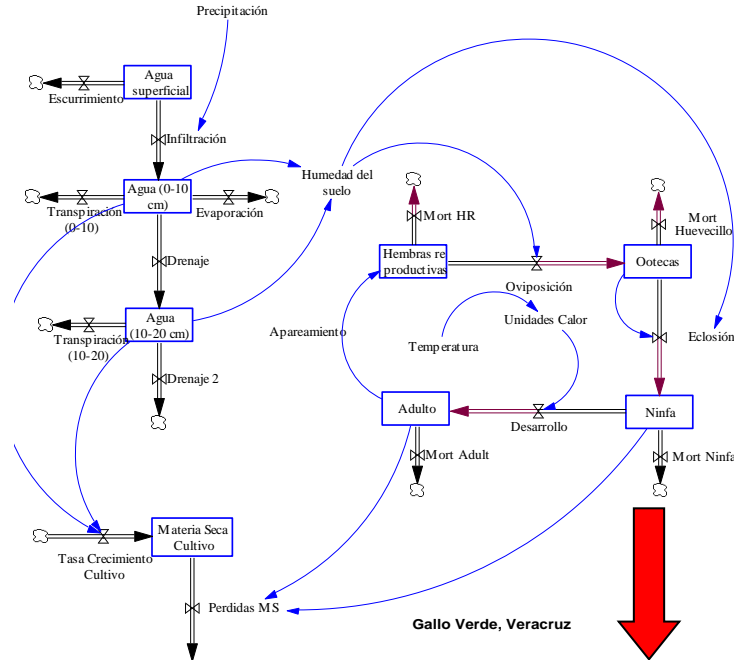 Precipitación
Agua
superficial
Escurrimiento
Infiltración
Humedad del
suelo
Agua (0-10
cm)
Transpiración
(0-10)
Evaporación
Mort HR
Mort
Huevecillo
Hembras re
productivas
Ootecas
Drenaje
Oviposición
Agua
(10-20 cm)
Transpiración
(10-20)
Apareamiento
Unidades Calor
Temperatura
Eclosión
Drenaje 2
Adulto
Desarrollo
Ninfa
Mort Adult
Mort Ninfa
Materia Seca
Cultivo
Tasa Crecimiento
Cultivo
Perdidas MS
Gallo Verde, Veracruz